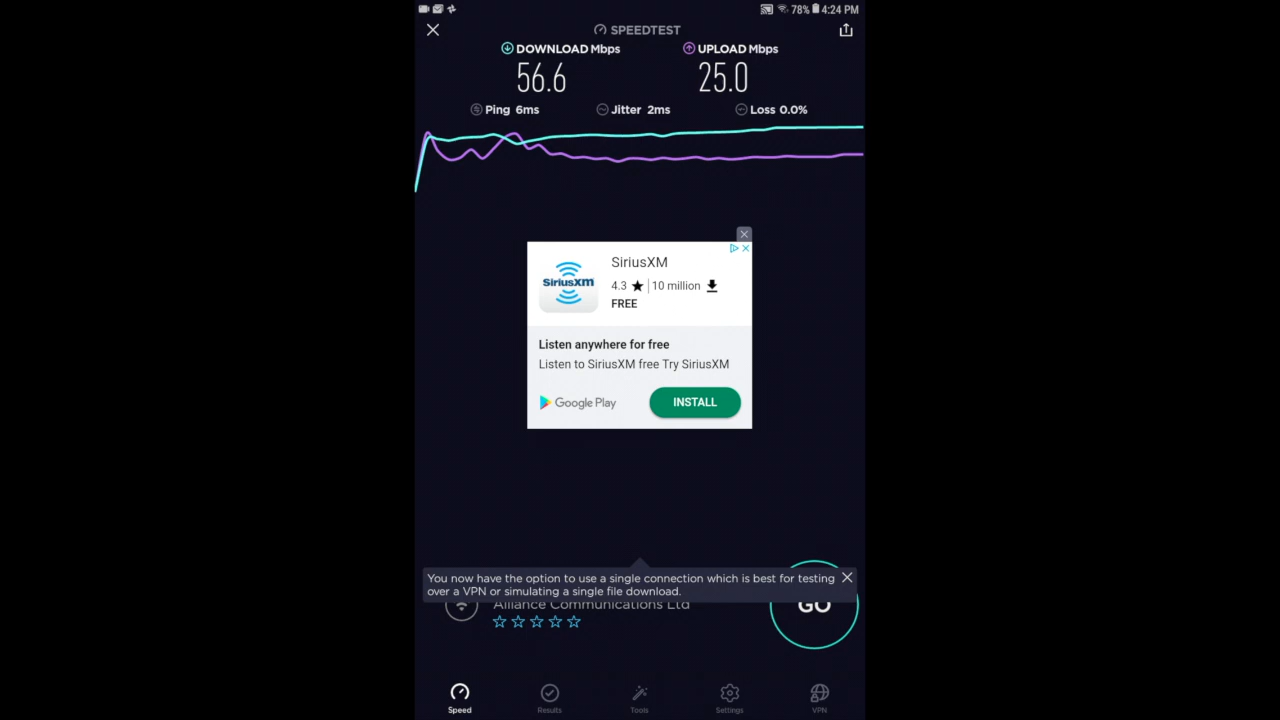 78% 4:24 PM
SPEEDTEST
DOWNLOAD Mbps
UPLOAD Mbps
56.6
25.0
Ping 6ms
Jitter 2ms
Loss 0.0%
SiriusXM
SiriusXM
4.3 ★ | 10 million
FREE
Listen anywhere for free
Listen to SiriusXM free Try SiriusXM
Google Play
INSTALL
You now have the option to use a single connection which is best for testing
over a VPN or simulating a single file download.
Alliance Communications Ltd
GO
Speed
Results
Tools
Settings
VPN